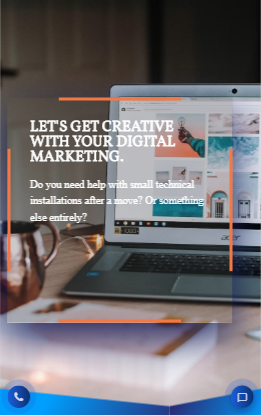 LET'S GET CREATIVE
WITH YOUR DIGITAL
MARKETING.
Do you need help with small technical
installations after a move? Or something
else entirely?
acer